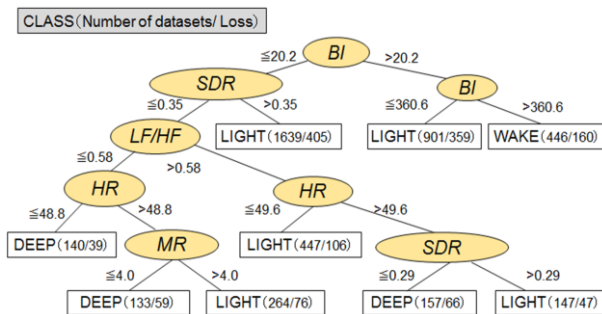 CLASS(Number of datasets/ Loss)
BI
≦20.2
>20.2
SDR
BI
≦0.35
>0.35
≦360.6
>360.6
LF/HF
LIGHT(1639/405)
LIGHT(901/359)
WAKE(446/160)
≦0.58
>0.58
HR
HR
≦48.8
>48.8
≦49.6
>49.6
DEEP(140/39)
MR
LIGHT(447/106)
SDR
≦4.0
>4.0
≦0.29
>0.29
DEEP(133/59)
LIGHT(264/76)
DEEP(157/66)
LIGHT(147/47)